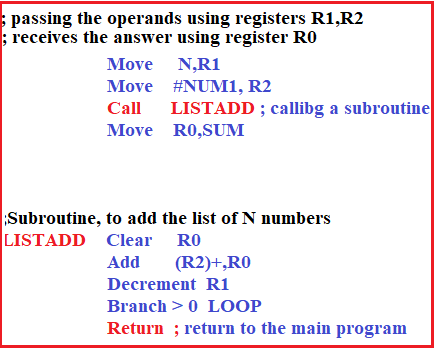 ; passing the operands using registers R1,R2
; receives the answer using register R0
Move N,R1
Move #NUM1, R2
Call LISTADD ; callibg a subroutine
Move R0,SUM
;Subroutine, to add the list of N numbers
LISTADD Clear R0
Add (R2)+,R0
Decrement R1
Branch > 0 LOOP
Return ; return to the main program